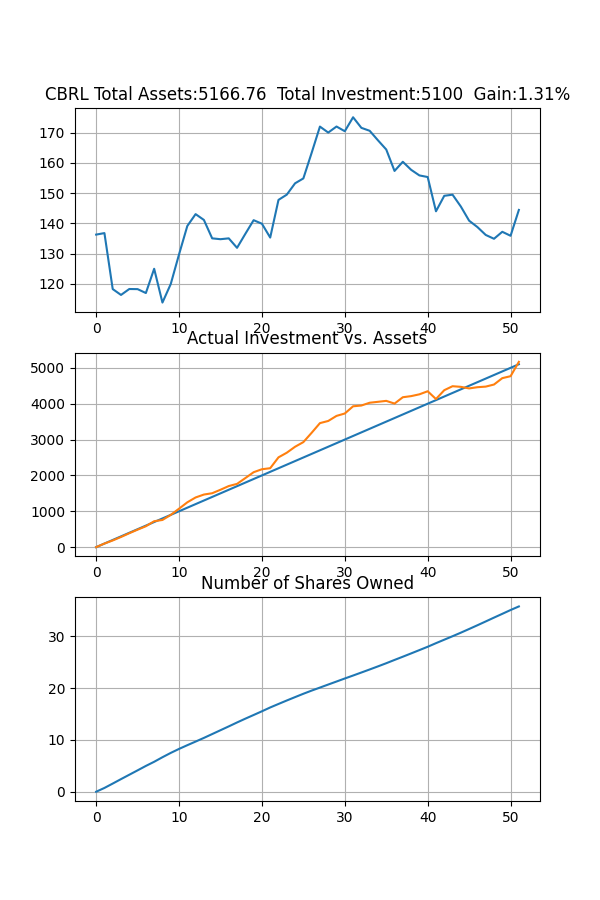 CBRL Total Assets:5166.76  Total Investment:5100  Gain:1.31%
170
160
150
140
130
120
0 10 20 30 40 50
Actual Investment vs. Assets
5000
4000
3000
2000
1000
0
0 10 20 30 40 50
Number of Shares Owned
30
20
10
0
0 10 20 30 40 50